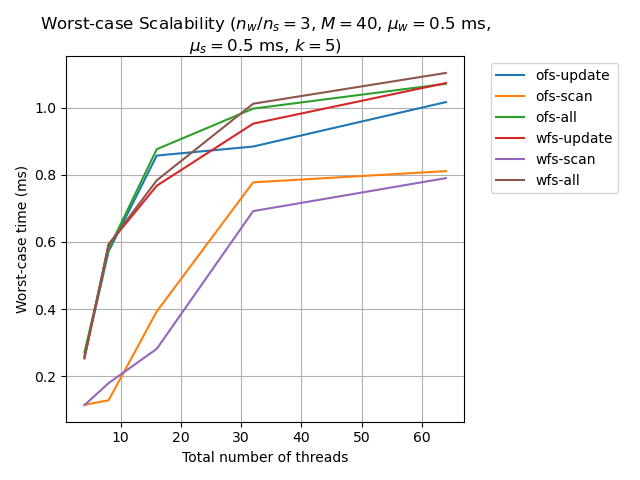 Worst-case Scalability ($n_w/n_s = 3$, $M = 40$, $\mu_w = 0.5$ ms,
$\mu_s = 0.5$ ms, $k = 5$)
1.0
0.8
0.6
0.4
0.2
Worst-case time (ms)
10 20 30 40 50 60
Total number of threads
ofs-update
ofs-scan
ofs-all
wfs-update
wfs-scan
wfs-all